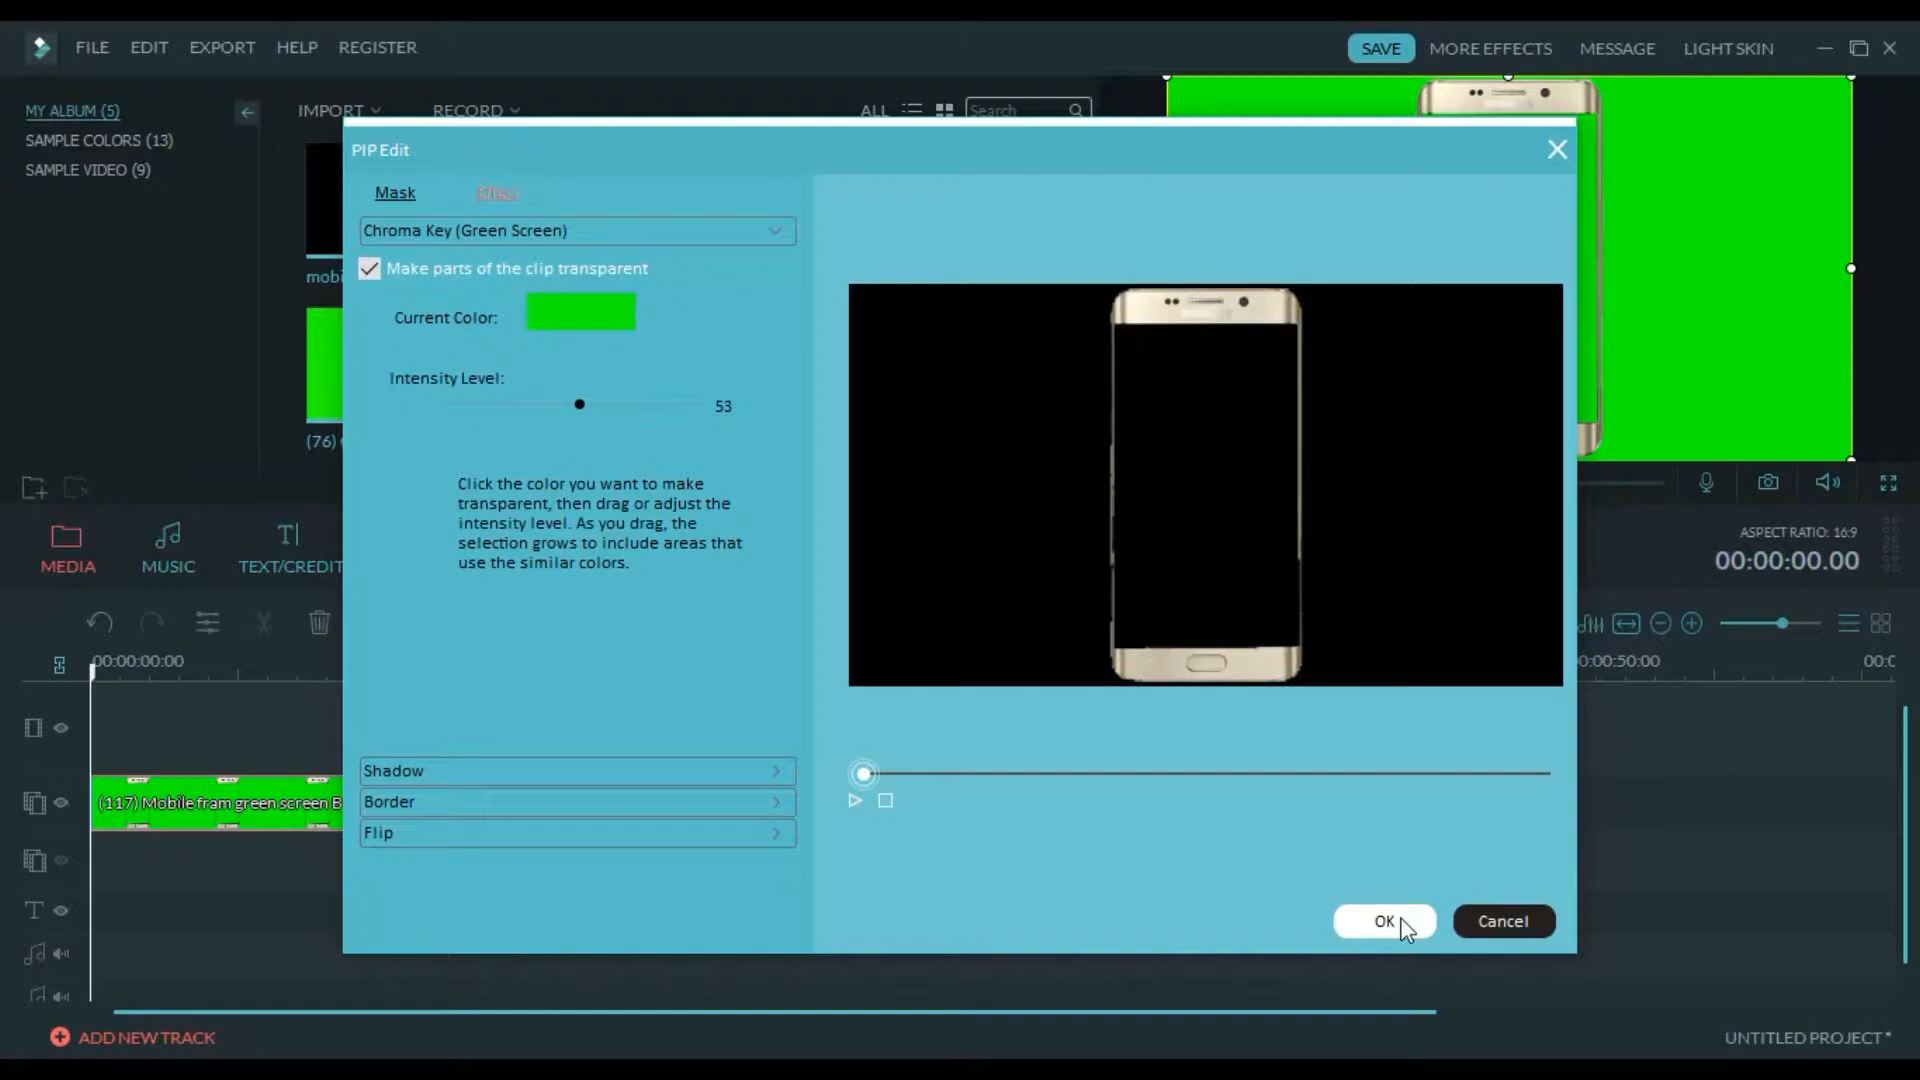 FILE EDIT EXPORT HELP REGISTER
SAVE MORE EFFECTS MESSAGE LIGHT SKIN
MY ALBUM (5)
IMPORT RECORD ALL Search
SAMPLE COLORS (13)
SAMPLE VIDEO (9)
PIP Edit
Mask Effect
Chroma Key (Green Screen)
Make parts of the clip transparent
mobi
Current Color:
Intensity Level:
53
(76)
Click the color you want to make
transparent, then drag or adjust the
intensity level. As you drag, the
selection grows to include areas that
use the similar colors.
MEDIA MUSIC TEXT/CREDIT
ASPECT RATIO: 16:9
00:00:00.00
00:00:00:00
0:00:50:00
00:0
Shadow
Border
Flip
(117) Mobile fram green screen B
OK Cancel
ADD NEW TRACK
UNTITLED PROJECT *